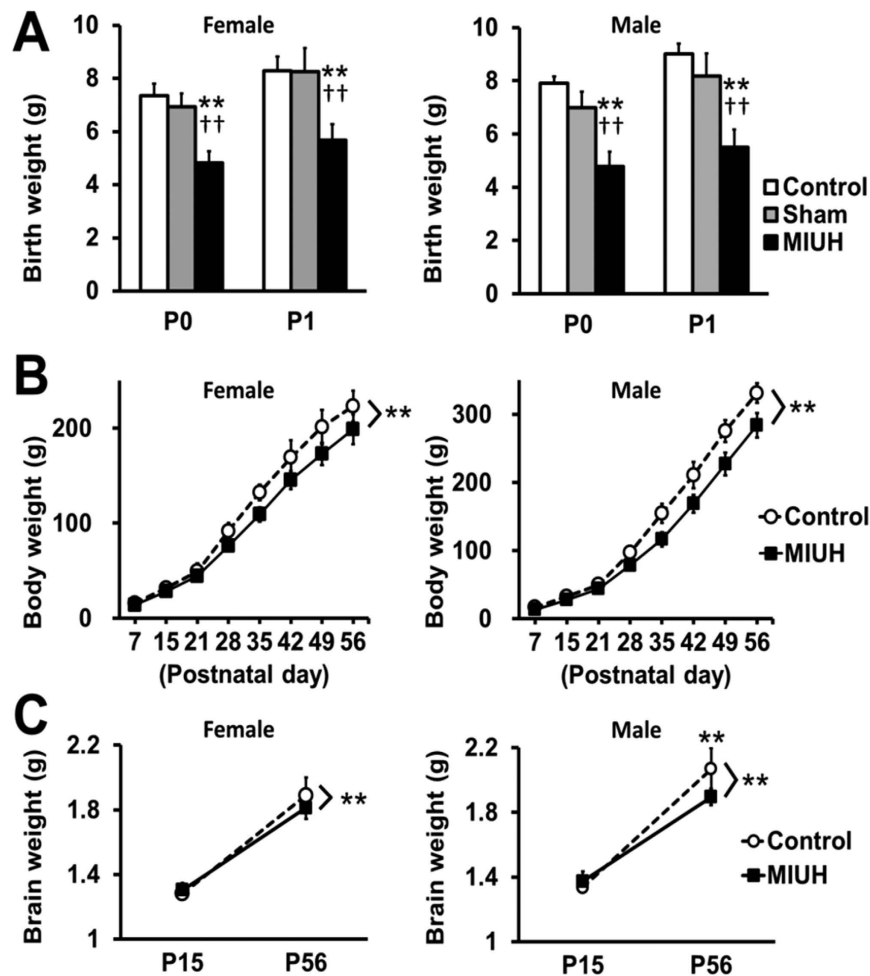 A
Female
Male
Birth weight (g)
10
8
6
4
2
0
**
††
**
††
P0
P1
Birth weight (g)
10
8
6
4
2
0
**
††
**
††
P0
P1
Control
Sham
MIUH
B
Female
Male
Body weight (g)
200
100
0
**
7 15 21 28 35 42 49 56
(Postnatal day)
Body weight (g)
300
200
100
0
**
7 15 21 28 35 42 49 56
(Postnatal day)
Control
MIUH
C
Female
Male
Brain weight (g)
2.2
1.8
1.4
1
**
P15
P56
Brain weight (g)
2.2
1.8
1.4
1
**
**
P15
P56
Control
MIUH